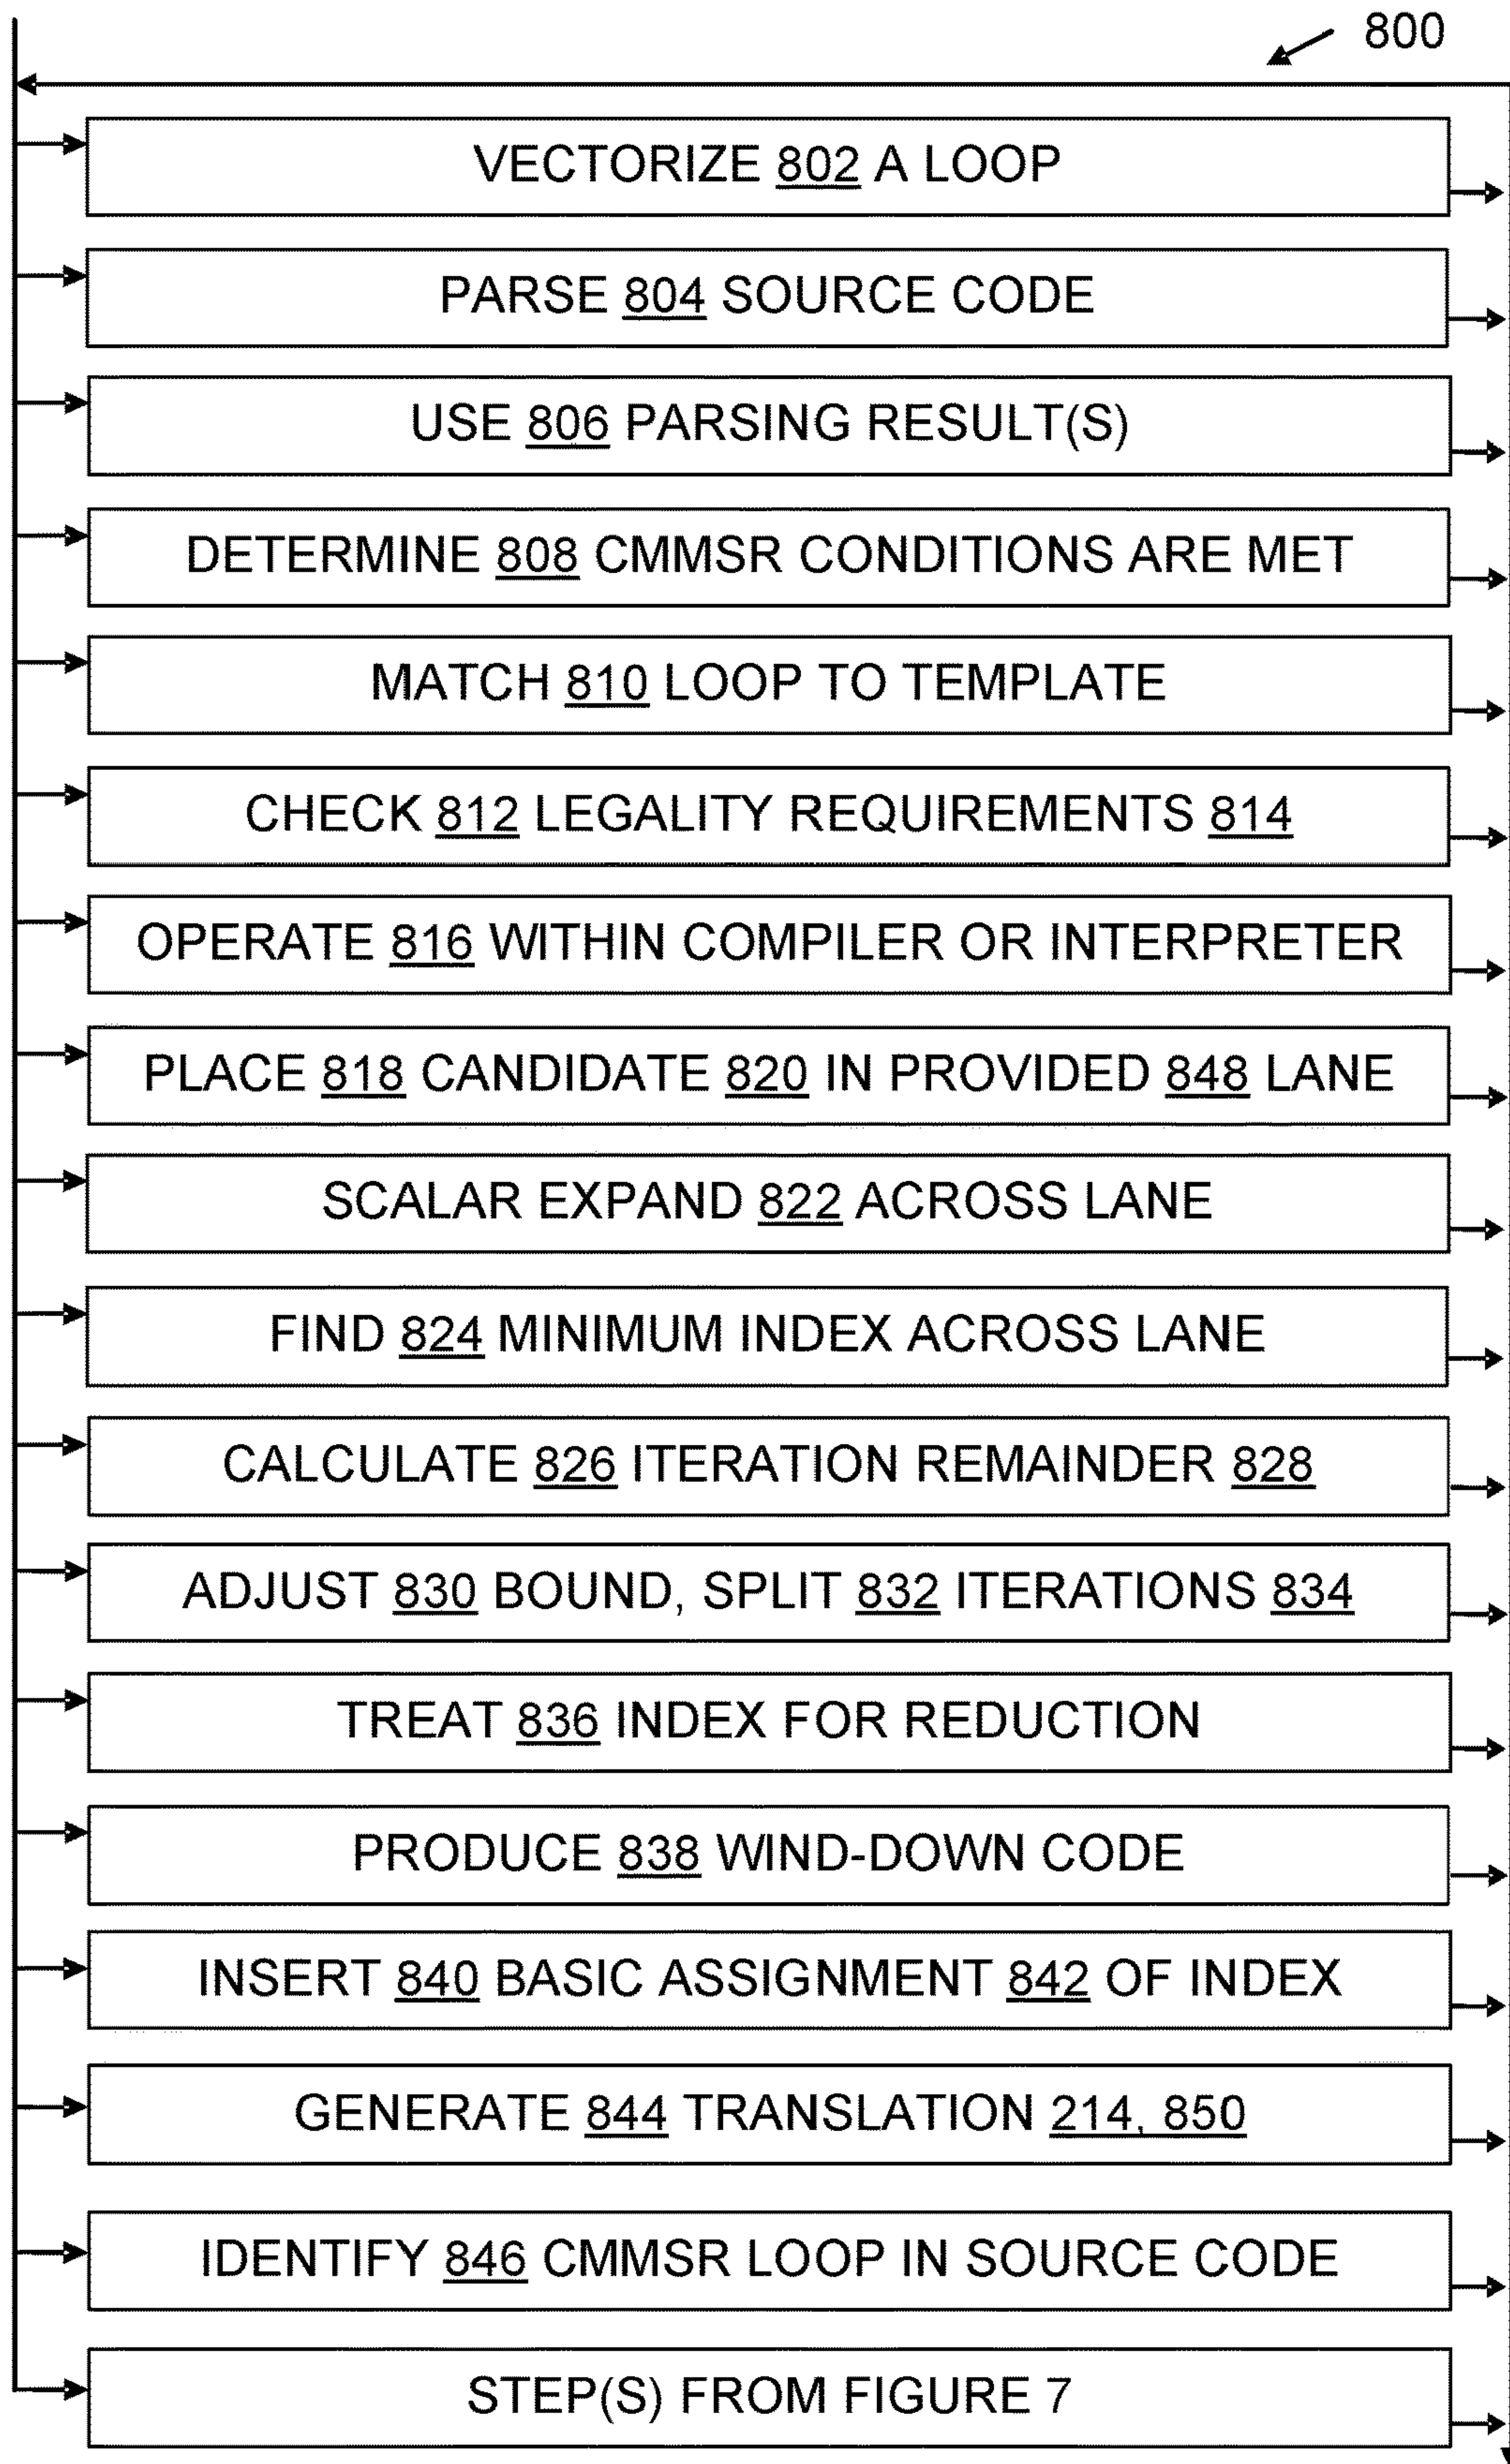 800
VECTORIZE 802 A LOOP
PARSE 804 SOURCE CODE
USE 806 PARSING RESULT(S)
DETERMINE 808 CMMSR CONDITIONS ARE MET
MATCH 810 LOOP TO TEMPLATE
CHECK 812 LEGALITY REQUIREMENTS 814
OPERATE 816 WITHIN COMPILER OR INTERPRETER
PLACE 818 CANDIDATE 820 IN PROVIDED 848 LANE
SCALAR EXPAND 822 ACROSS LANE
FIND 824 MINIMUM INDEX ACROSS LANE
CALCULATE 826 ITERATION REMAINDER 828
ADJUST 830 BOUND, SPLIT 832 ITERATIONS 834
TREAT 836 INDEX FOR REDUCTION
PRODUCE 838 WIND-DOWN CODE
INSERT 840 BASIC ASSIGNMENT 842 OF INDEX
GENERATE 844 TRANSLATION 214, 850
IDENTIFY 846 CMMSR LOOP IN SOURCE CODE
STEP(S) FROM FIGURE 7